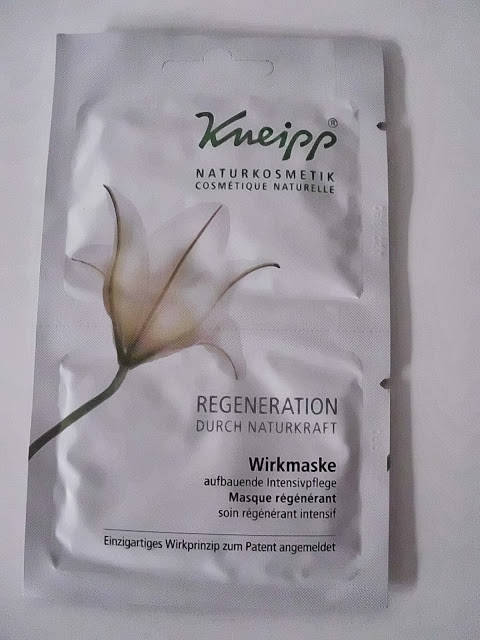 Kneipp®
NATURKOSMETIK
COSMÉTIQUE NATURELLE
REGENERATION
DURCH NATURKRAFT
Wirkmaske
aufbauende Intensivpflege
Masque régénérant
soin régénérant intensif
Einzigartiges Wirkprinzip zum Patent angemeldet